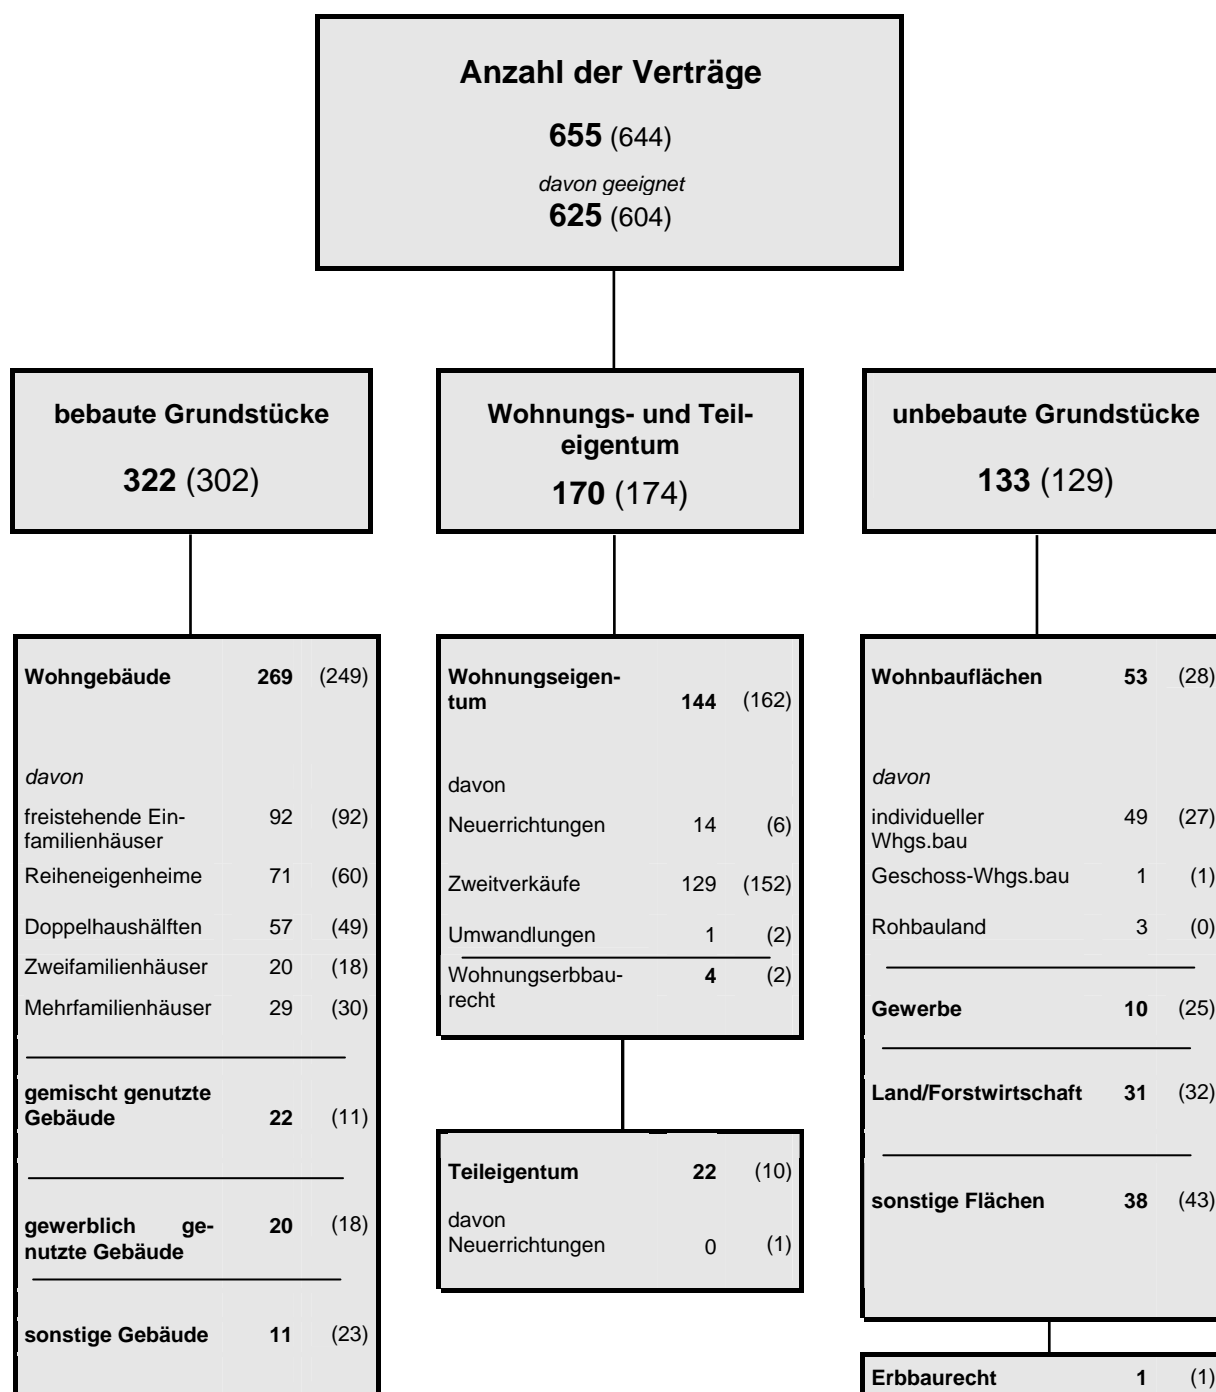 Anzahl der Verträge
655 (644)
davon geeignet
625 (604)
bebaute Grundstücke
322 (302)
Wohnungs- und Teil-
eigentum
170 (174)
unbebaute Grundstücke
133 (129)
Wohngebäude 269 (249)
davon
freistehende Ein- 92 (92)
familienhäuser
Reiheneigenheime 71 (60)
Doppelhaushälften 57 (49)
Zweifamilienhäuser 20 (18)
Mehrfamilienhäuser 29 (30)
gemischt genutzte
Gebäude 22 (11)
gewerblich ge- 20 (18)
nutzte Gebäude
sonstige Gebäude 11 (23)
Wohnungseigen-
tum 144 (162)
davon
Neuerrichtungen 14 (6)
Zweitverkäufe 129 (152)
Umwandlungen 1 (2)
Wohnungserbbau- 4 (2)
recht
Teileigentum 22 (10)
davon
Neuerrichtungen 0 (1)
Wohnbauflächen 53 (28)
davon
individueller 49 (27)
Whgs.bau
Geschoss-Whgs.bau 1 (1)
Rohbauland 3 (0)
Gewerbe 10 (25)
Land/Forstwirtschaft 31 (32)
sonstige Flächen 38 (43)
Erbbaurecht 1 (1)